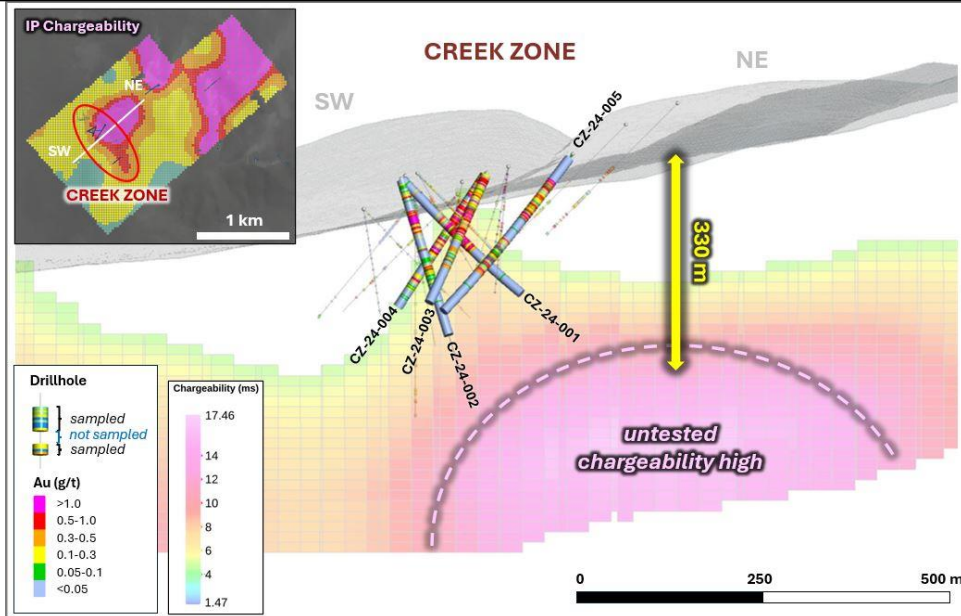 IP Chargeability
NE
SW
CREEK ZONE
1 km
CREEK ZONE
SW
NE
CZ-24-005
330 m
CZ-24-001
CZ-24-004
CZ-24-003
CZ-24-002
untested
chargeability high
Drillhole
sampled
not sampled
sampled
Au (g/t)
>1.0
0.5-1.0
0.3-0.5
0.1-0.3
0.05-0.1
<0.05
Chargeability (ms)
17.46
14
12
10
8
6
4
1.47
0 250 500 m